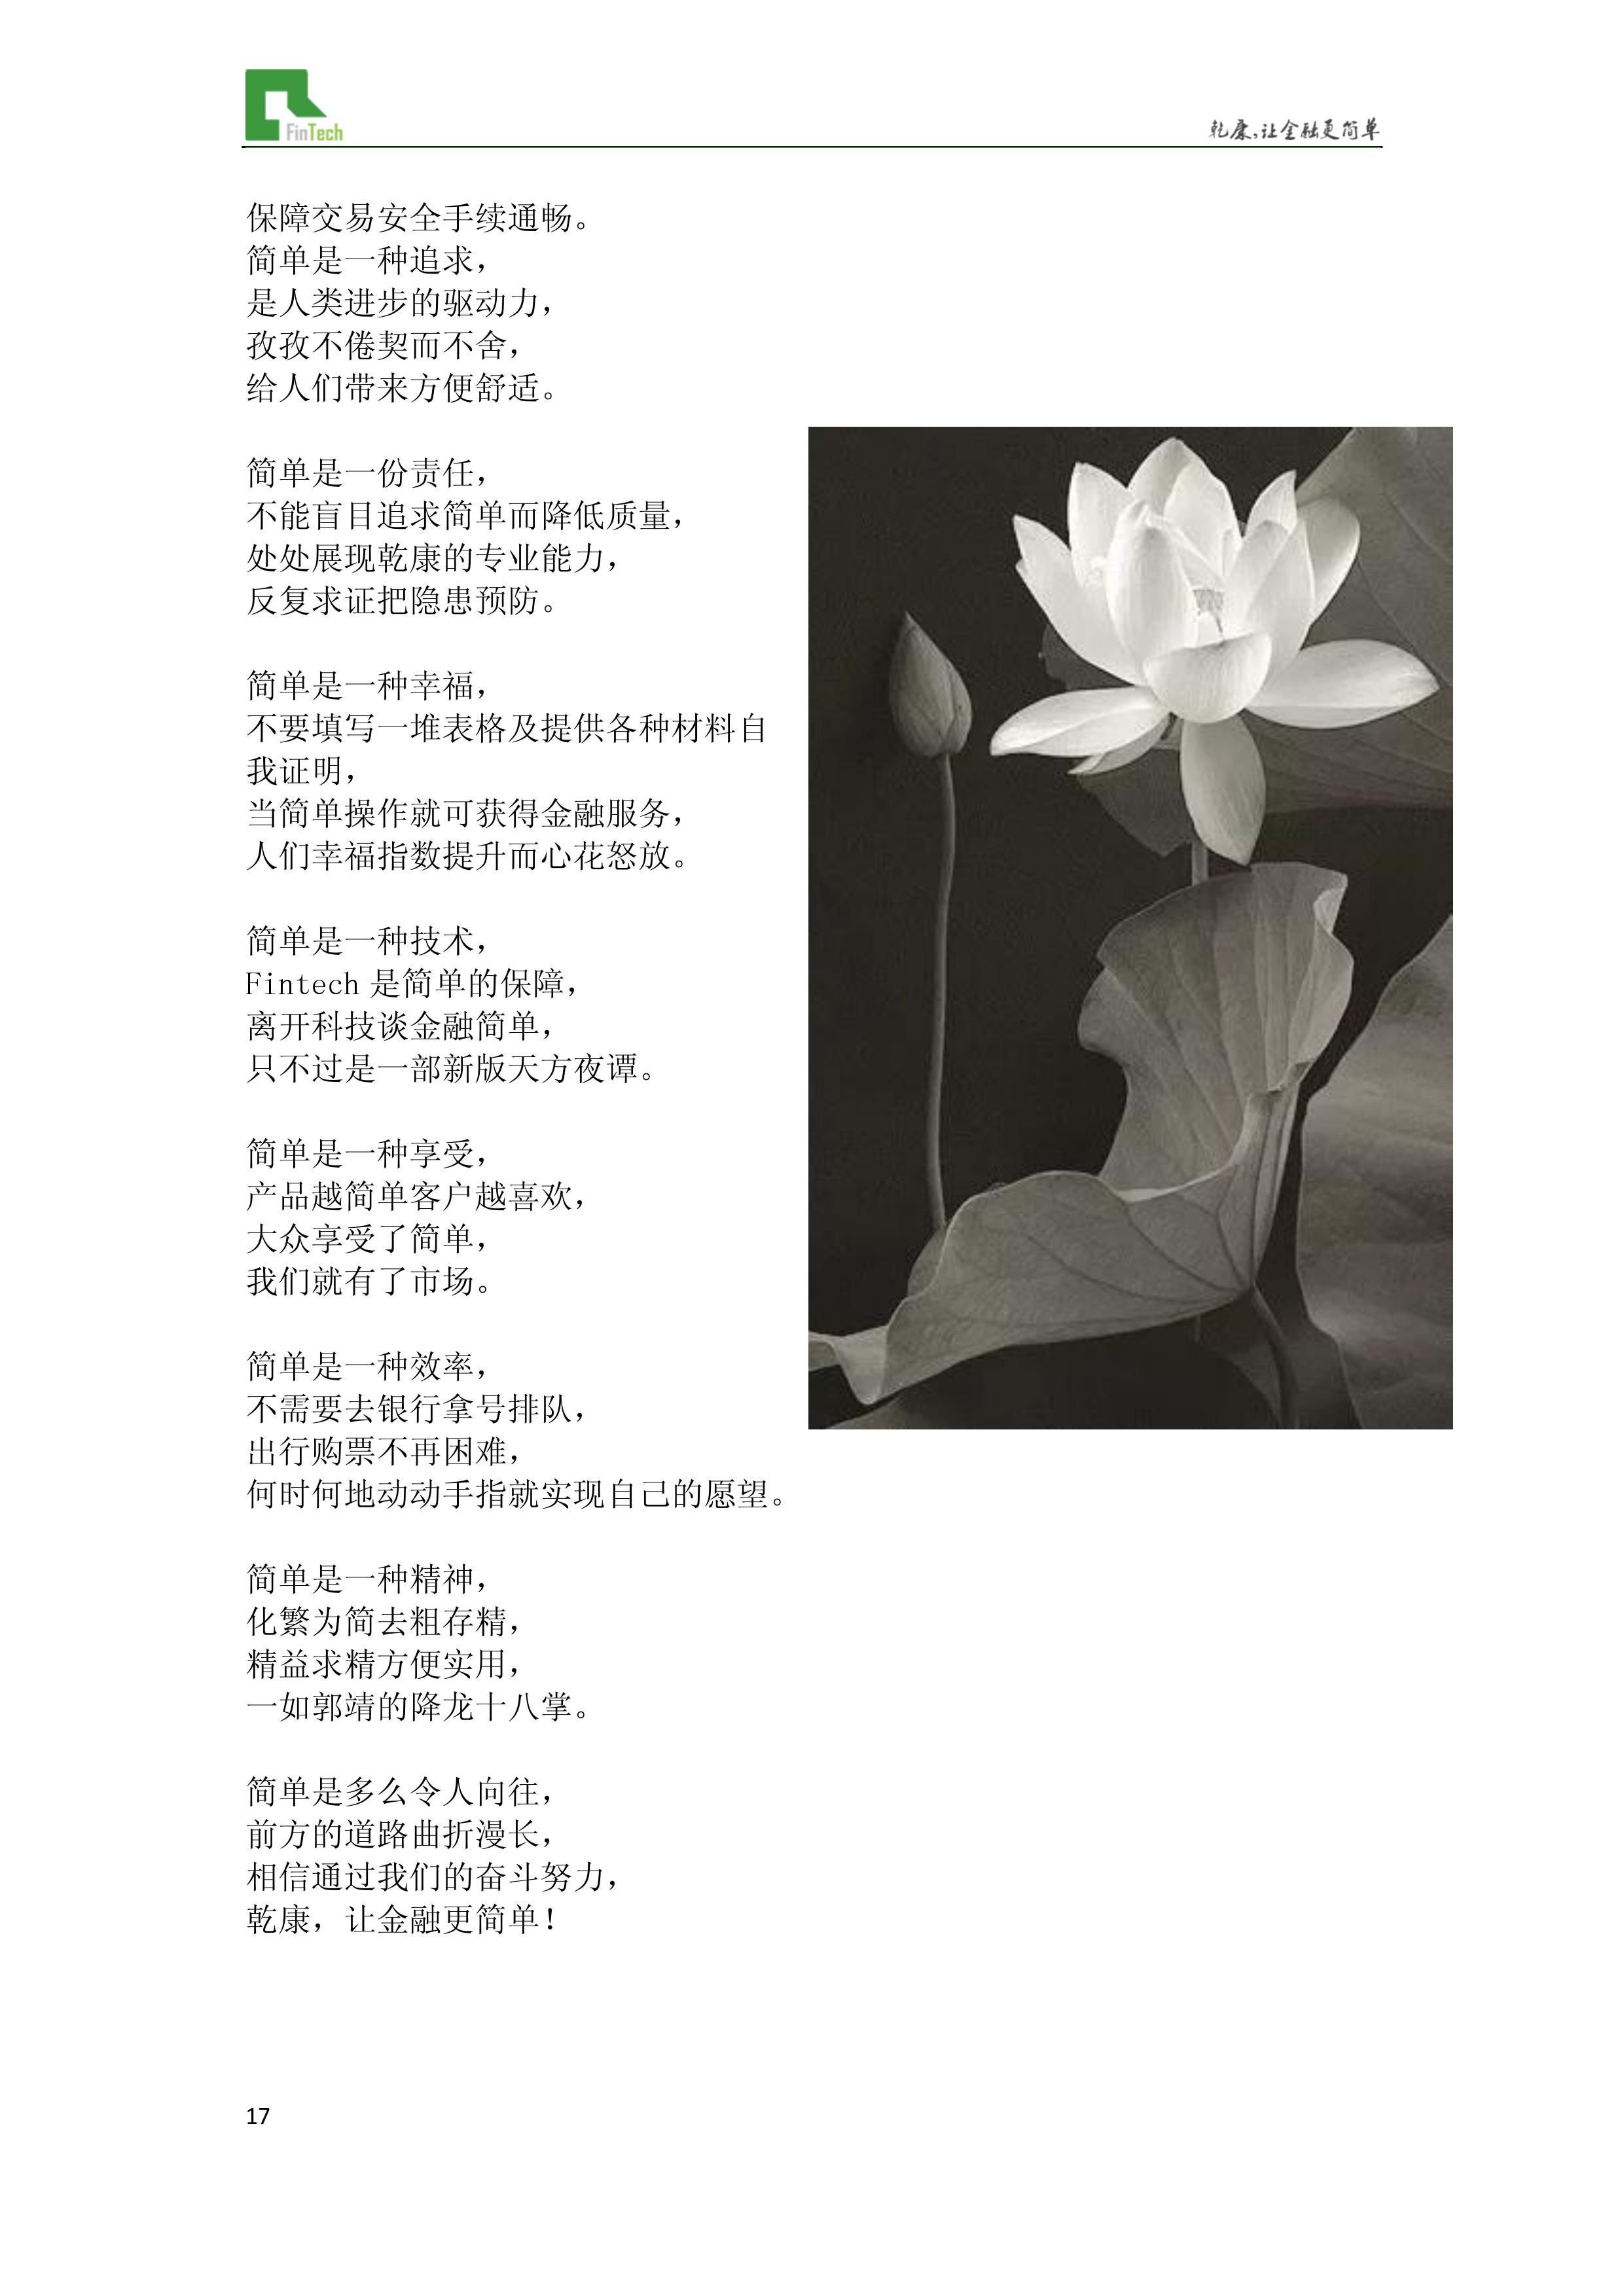 FinTech
乾康,让金融更简单
保障交易安全手续通畅。
简单是一种追求，
是人类进步的驱动力，
孜孜不倦契而不舍，
给人们带来方便舒适。
简单是一份责任，
不能盲目追求简单而降低质量，
处处展现乾康的专业能力，
反复求证把隐患预防。
简单是一种幸福，
不要填写一堆表格及提供各种材料自
我证明，
当简单操作就可获得金融服务，
人们幸福指数提升而心花怒放。
简单是一种技术，
Fintech 是简单的保障，
离开科技谈金融简单，
只不过是一部新版天方夜谭。
简单是一种享受，
产品越简单客户越喜欢，
大众享受了简单，
我们就有了市场。
简单是一种效率，
不需要去银行拿号排队，
出行购票不再困难，
何时何地动动手指就实现自己的愿望。
简单是一种精神，
化繁为简去粗存精，
精益求精方便实用，
一如郭靖的降龙十八掌。
简单是多么令人向往，
前方的道路曲折漫长，
相信通过我们的奋斗努力，
乾康，让金融更简单！
17